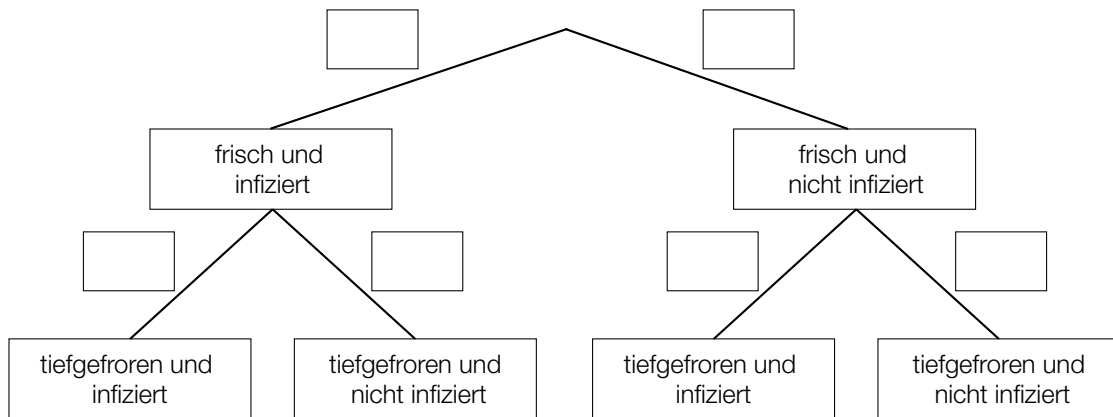 frisch und
infiziert
frisch und
nicht infiziert
tiefgefroren und
infiziert
tiefgefroren und
nicht infiziert
tiefgefroren und
infiziert
tiefgefroren und
nicht infiziert